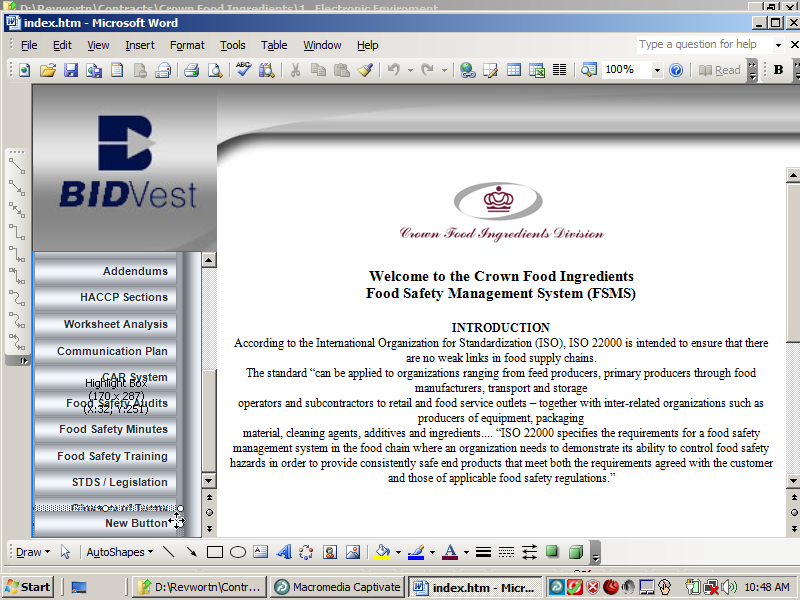 D:\Revwortn\Contracts\Crown Food Ingredients\1. Electronic Enviroment
index.htm - Microsoft Word
File Edit View Insert Format Tools Table Window Help
Type a question for help
100%
Read
B
BIDVest
Crown Food Ingredients Division
Welcome to the Crown Food Ingredients
Food Safety Management System (FSMS)
INTRODUCTION
According to the International Organization for Standardization (ISO), ISO 22000 is intended to ensure that there
are no weak links in food supply chains.
The standard “can be applied to organizations ranging from feed producers, primary producers through food
manufacturers, transport and storage
operators and subcontractors to retail and food service outlets – together with inter-related organizations such as
producers of equipment, packaging
material, cleaning agents, additives and ingredients.... “ISO 22000 specifies the requirements for a food safety
management system in the food chain where an organization needs to demonstrate its ability to control food safety
hazards in order to provide consistently safe end products that meet both the requirements agreed with the customer
and those of applicable food safety regulations.”
Addendums
HACCP Sections
Worksheet Analysis
Communication Plan
CAR System
Highlight Box
(170 x 287)
Food Safety Audits
(X:32, Y:251)
Food Safety Minutes
Food Safety Training
STDS / Legislation
New Button
Draw
AutoShapes
Start
D:\Revwortn\Contr...
Macromedia Captivate
index.htm - Micr...
10:48 AM